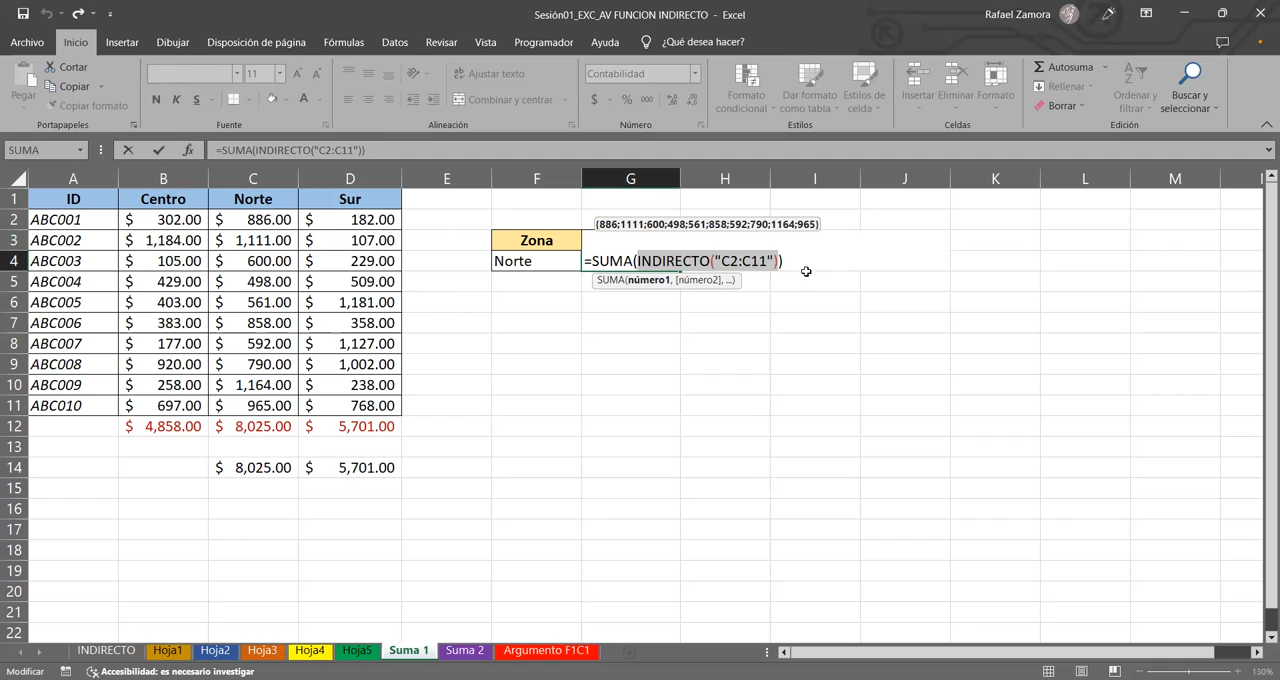 Sesión01_EXC_AV FUNCION INDIRECTO - Excel
Rafael Zamora
Archivo Inicio Insertar Dibujar Disposición de página Fórmulas Datos Revisar Vista Programador Ayuda ¿Qué desea hacer?
Pegar
Cortar
Copiar
Copiar formato
Portapapeles
11
N K S
A
Fuente
Ajustar texto
Combinar y centrar
Alineación
Contabilidad
$ % 000
Número
Formato condicional
Dar formato como tabla
Estilos de celda
Estilos
Insertar Eliminar Formato
Celdas
Autosuma
Rellenar
Borrar
Ordenar y filtrar
Buscar y seleccionar
Edición
SUMA
fx
=SUMA(INDIRECTO("C2:C11"))
A B C D E F G H I J K L M
1 ID Centro Norte Sur
2 ABC001 $ 302.00 $ 886.00 $ 182.00
{886;1111;600;498;561;858;592;790;1164;965}
3 ABC002 $ 1,184.00 $ 1,111.00 $ 107.00 Zona
4 ABC003 $ 105.00 $ 600.00 $ 229.00 Norte =SUMA(INDIRECTO("C2:C11"))
SUMA(número1, [número2], ...)
5 ABC004 $ 429.00 $ 498.00 $ 509.00
6 ABC005 $ 403.00 $ 561.00 $ 1,181.00
7 ABC006 $ 383.00 $ 858.00 $ 358.00
8 ABC007 $ 177.00 $ 592.00 $ 1,127.00
9 ABC008 $ 920.00 $ 790.00 $ 1,002.00
10 ABC009 $ 258.00 $ 1,164.00 $ 238.00
11 ABC010 $ 697.00 $ 965.00 $ 768.00
12 $ 4,858.00 $ 8,025.00 $ 5,701.00
13
14 $ 8,025.00 $ 5,701.00
15
16
17
18
19
20
21
22
INDIRECTO Hoja1 Hoja2 Hoja3 Hoja4 Hoja5 Suma 1 Suma 2 Argumento F1C1
Modificar Accesibilidad: es necesario investigar 130%